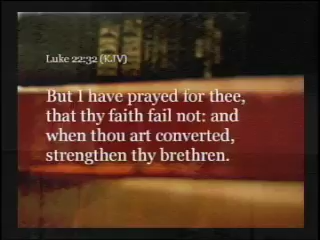 Luke 22:32 (KJV)
But I have prayed for thee,
that thy faith fail not: and
when thou art converted,
strengthen thy brethren.